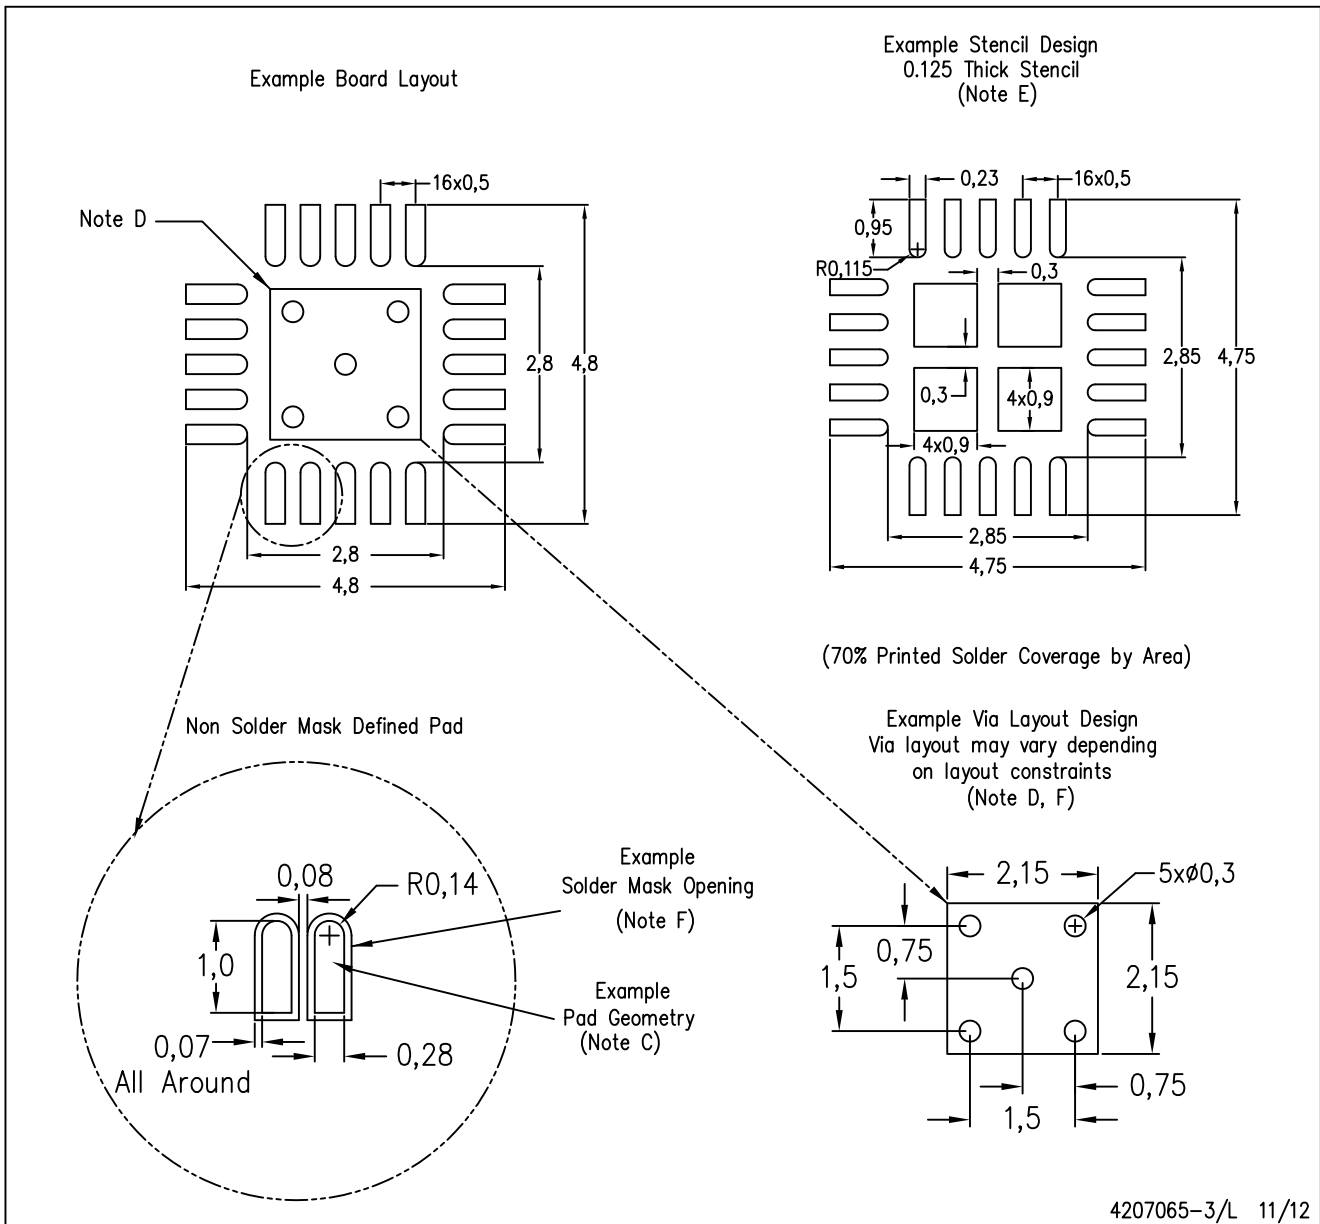 Example Board Layout
Example Stencil Design
0.125 Thick Stencil
(Note E)
16x0,5
Note D
2,8
4,8
2,8
4,8
0,23
16x0,5
0,95
R0,115
0,3
2,85
4,75
0,3
4x0,9
4x0,9
2,85
4,75
(70% Printed Solder Coverage by Area)
Non Solder Mask Defined Pad
Example Via Layout Design
Via layout may vary depending
on layout constraints
(Note D, F)
0,08
R0,14
Example
Solder Mask Opening
(Note F)
1,0
Example
Pad Geometry
(Note C)
0,07
All Around
0,28
2,15
5xø0,3
0,75
1,5
2,15
0,75
1,5
4207065-3/L 11/12